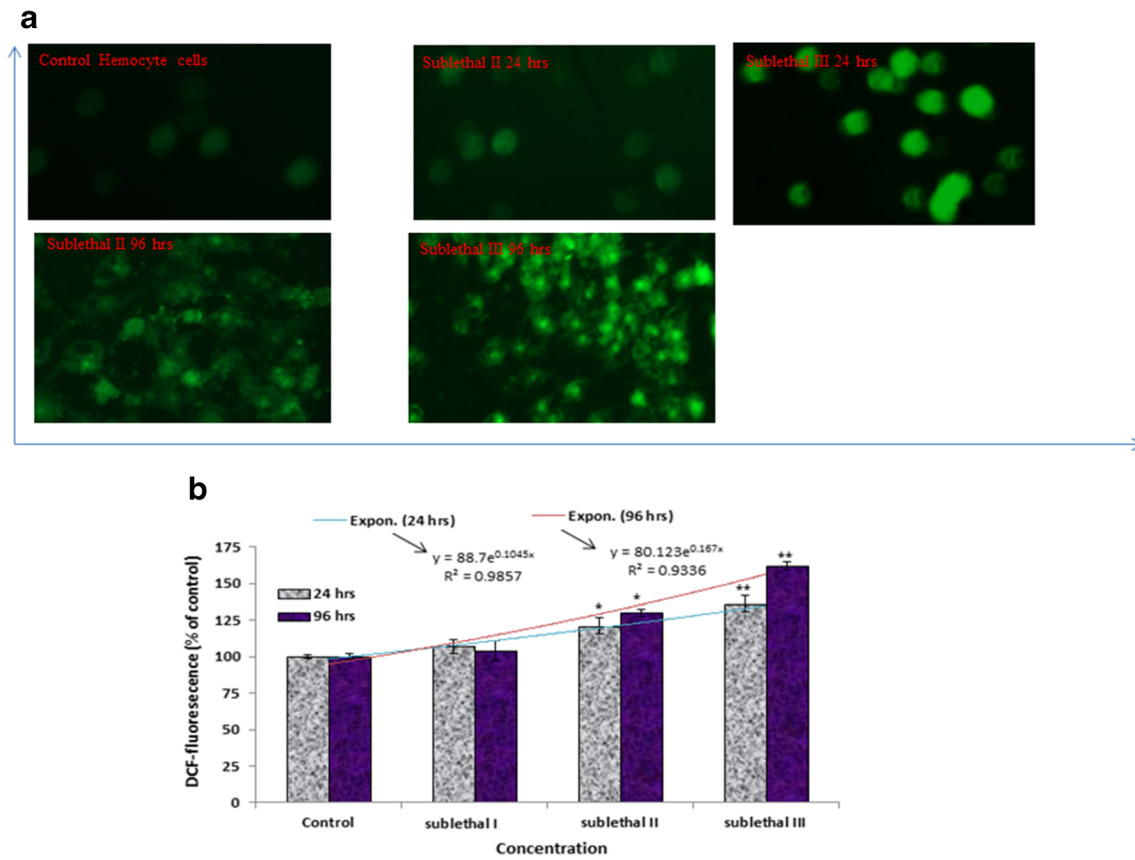 a
Control Hemocyte cells
Sublethal II 24 hrs
Sublethal III 24 hrs
Sublethal II 96 hrs
Sublethal III 96 hrs
b
Expon. (24 hrs)
Expon. (96 hrs)
y = 88.7e^0.1045x
R² = 0.9857
y = 80.123e^0.167x
R² = 0.9336
24 hrs
96 hrs
DCF-fluoresecence (% of control)
175
150
125
100
75
50
25
0
*
*
**
**
Control
sublethal I
sublethal II
sublethal III
Concentration